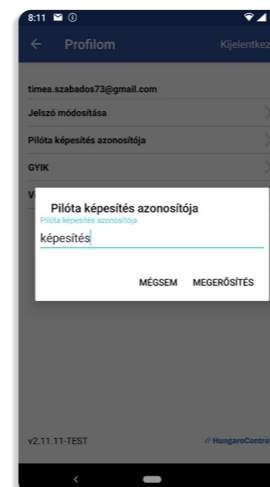 8:11
Profilom
Kijelentkez
timea.szabados73@gmail.com
Jelszó módosítása
Pilóta képesítés azonosítója
GYIK
V
Pilóta képesítés azonosítója
Pilóta képesítés azonosítója
képesítés
MÉGSEM MEGERŐSÍTÉS
v2.11.11-TEST
HungaroContro